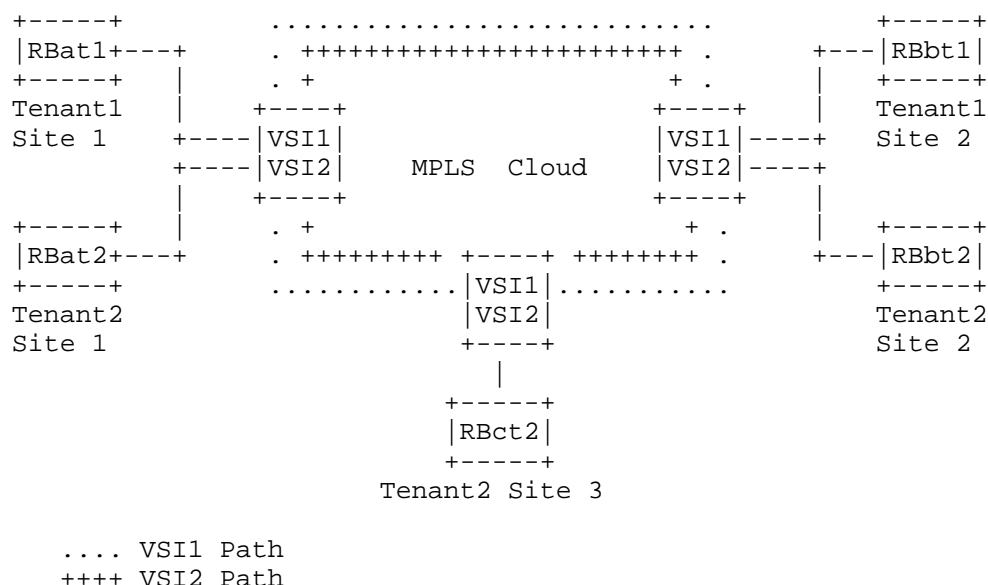 RBat1 RBbt1
Tenant1 Tenant1
Site 1 VSI1 VSI1 Site 2
VSI2 MPLS Cloud VSI2
RBat2 RBbt2
VSI1
Tenant2 VSI2 Tenant2
Site 1 Site 2
RBct2
Tenant2 Site 3
.... VSI1 Path
++++ VSI2 Path